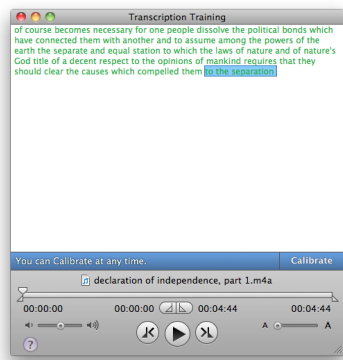 Transcription Training
of course becomes necessary for one people dissolve the political bonds which
have connected them with another and to assume among the powers of the
earth the separate and equal station to which the laws of nature and of nature's
God title of a decent respect to the opinions of mankind requires that they
should clear the causes which compelled them to the separation
You can Calibrate at any time. Calibrate
declaration of independence, part 1.m4a
00:00:00 00:00:00 00:04:44 00:04:44
A A
?